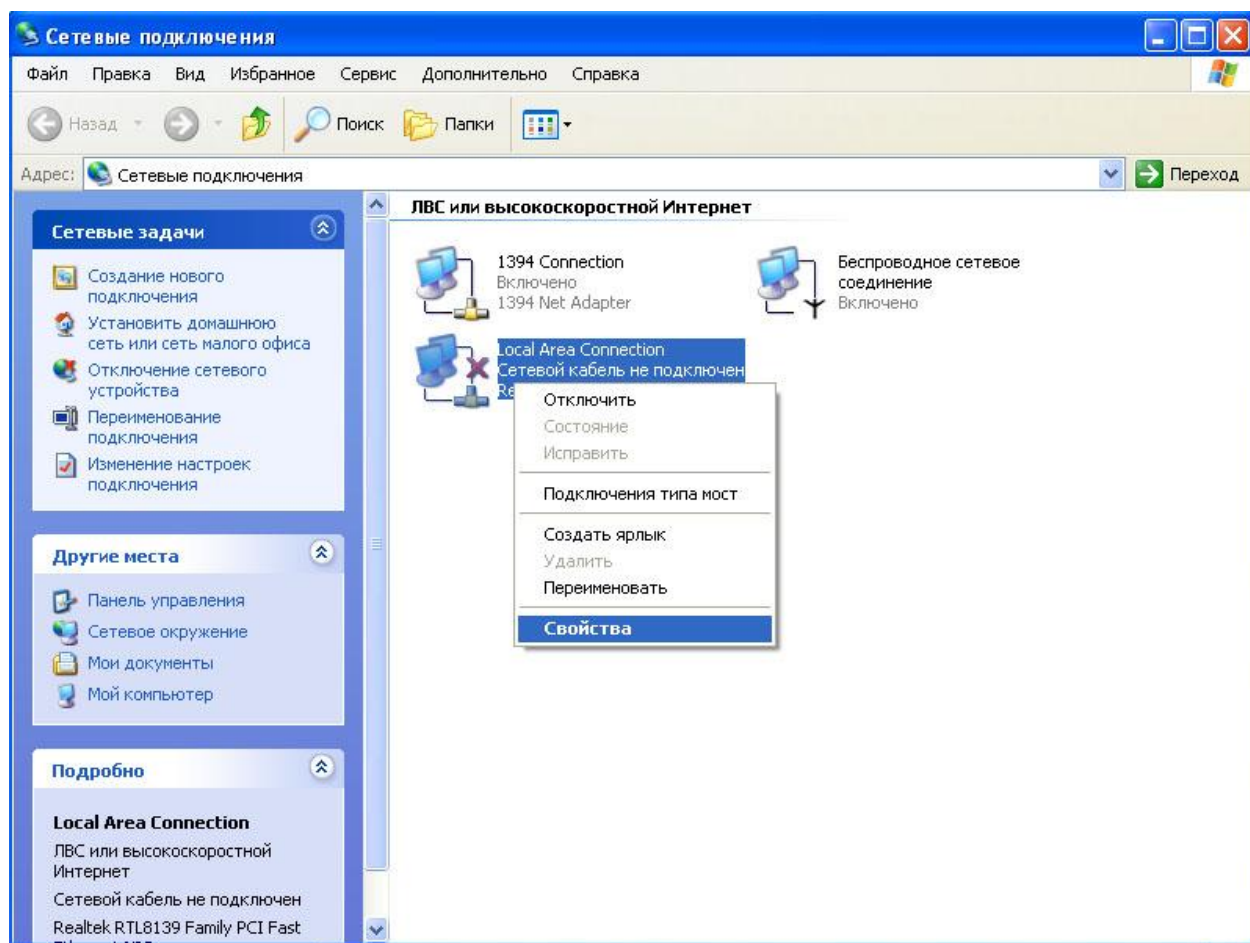 Сетевые подключения
Файл Правка Вид Избранное Сервис Дополнительно Справка
Назад Поиск Папки
Адрес: Сетевые подключения Переход
Сетевые задачи
Создание нового
подключения
Установить домашнюю
сеть или сеть малого офиса
Отключение сетевого
устройства
Переименование
подключения
Изменение настроек
подключения
Другие места
Панель управления
Сетевое окружение
Мои документы
Мой компьютер
Подробно
Local Area Connection
ЛВС или высокоскоростной
Интернет
Сетевой кабель не подключен
Realtek RTL8139 Family PCI Fast
ЛВС или высокоскоростной Интернет
1394 Connection
Включено
1394 Net Adapter
Беспроводное сетевое
соединение
Включено
Local Area Connection
Сетевой кабель не подключен
Re
Отключить
Состояние
Исправить
Подключения типа мост
Создать ярлык
Удалить
Переименовать
Свойства